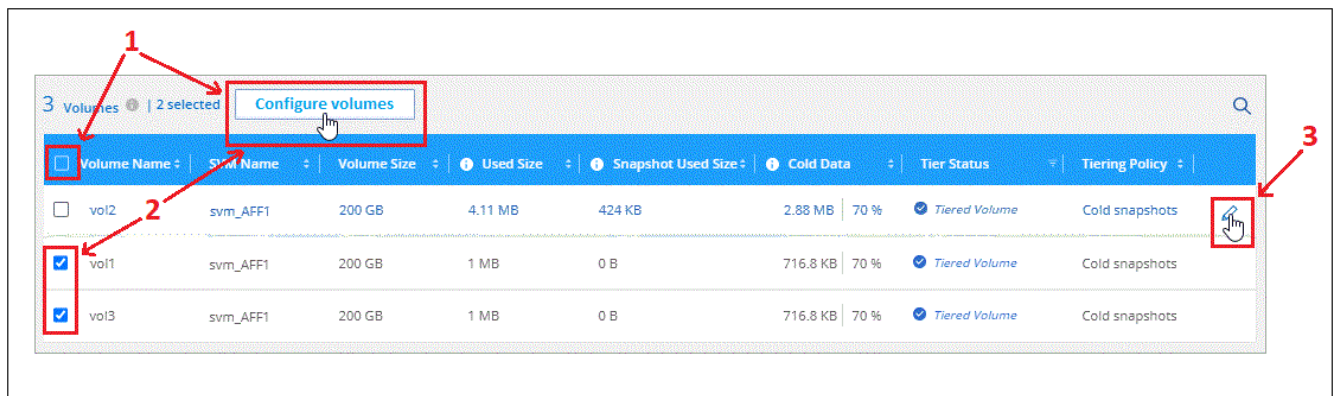 1
3 Volumes | 2 selected Configure volumes
3
Volume Name SVM Name Volume Size Used Size Snapshot Used Size Cold Data Tier Status Tiering Policy
2
vol2 svm_AFF1 200 GB 4.11 MB 424 KB 2.88 MB 70 % Tiered Volume Cold snapshots
vol1 svm_AFF1 200 GB 1 MB 0 B 716.8 KB 70 % Tiered Volume Cold snapshots
vol3 svm_AFF1 200 GB 1 MB 0 B 716.8 KB 70 % Tiered Volume Cold snapshots